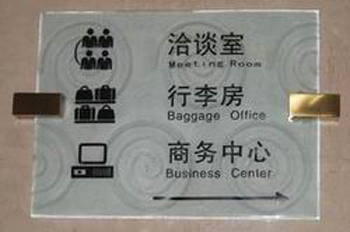 洽谈室
Meeting Room
行李房
Baggage Office
商务中心
Business Center